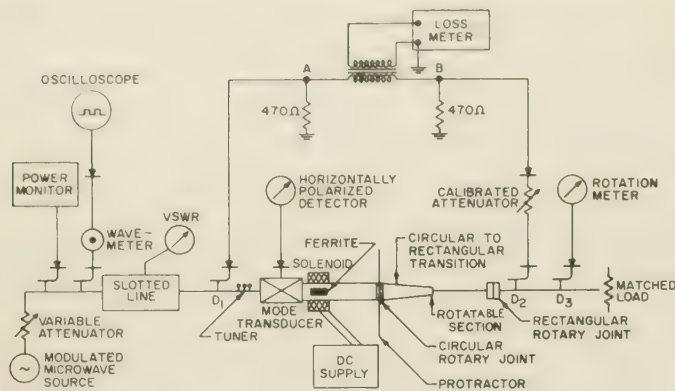 LOSS
METER
OSCILLOSCOPE
A
B
470Ω
470Ω
POWER
MONITOR
WAVE-
METER
VSWR
HORIZONTALLY
POLARIZED
DETECTOR
CALIBRATED
ATTENUATOR
ROTATION
METER
SOLENOID
FERRITE
CIRCULAR TO
RECTANGULAR
TRANSITION
SLOTTED
LINE
D1
TUNER
MODE
TRANSDUCER
ROTATABLE
SECTION
D2
D3
MATCHED
LOAD
VARIABLE
ATTENUATOR
MODULATED
MICROWAVE
SOURCE
DC
SUPPLY
CIRCULAR
ROTARY JOINT
RECTANGULAR
ROTARY JOINT
PROTRACTOR